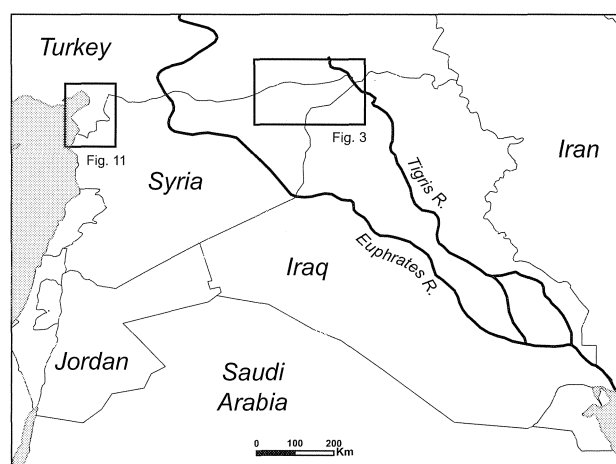 Turkey
Fig. 11
Fig. 3
Syria
Tigris R.
Iran
Euphrates R.
Iraq
Jordan
Saudi
Arabia
0 100 200
Km